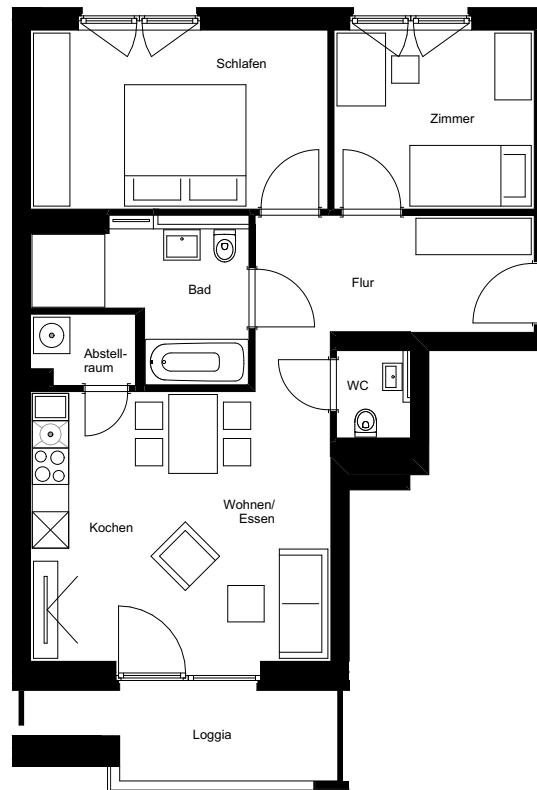 Schlafen
Zimmer
Bad
Flur
Abstell-
raum
WC
Wohnen/
Essen
Kochen
Loggia